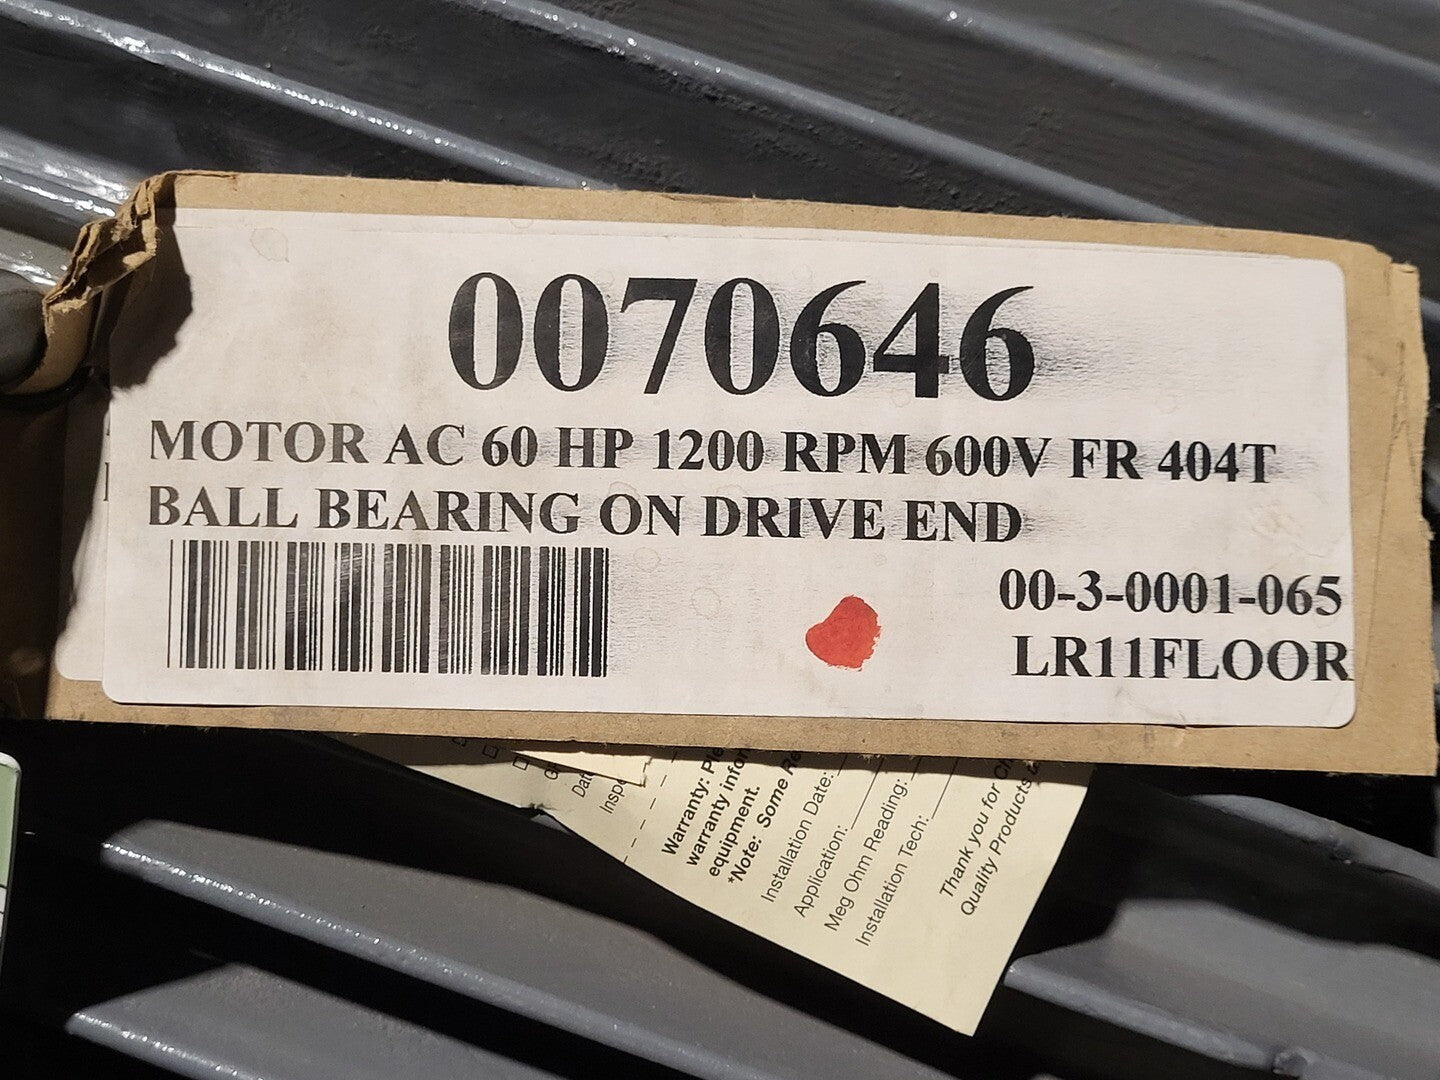 0070646
MOTOR AC 60 HP 1200 RPM 600V FR 404T
BALL BEARING ON DRIVE END
00-3-0001-065
LR11FLOOR
Warranty:
warranty
equipment.
*Note: Some
Installation Date:
Application:
Meg Ohm Reading:
Installation Tech:
Thank you for
Quality Products